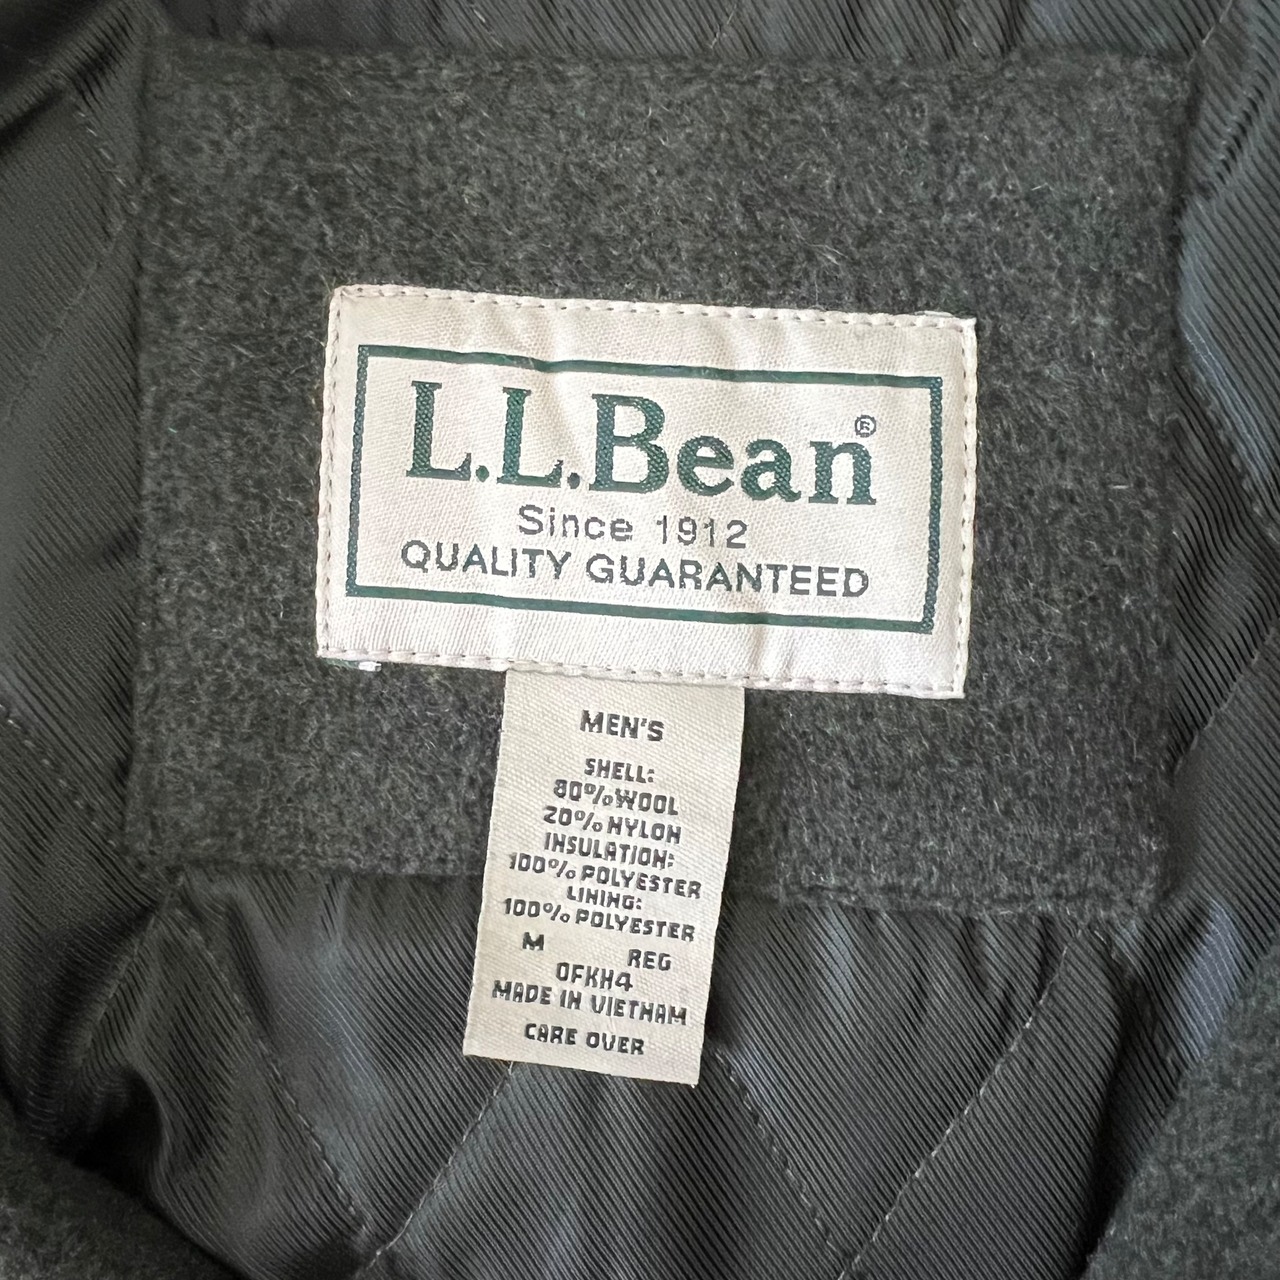 L.L.Bean®
Since 1912
QUALITY GUARANTEED
MEN'S
SHELL:
80% WOOL
20% NYLON
INSULATION:
100% POLYESTER
LINING:
100% POLYESTER
M REG
OFKH4
MADE IN VIETNAM
CARE OVER